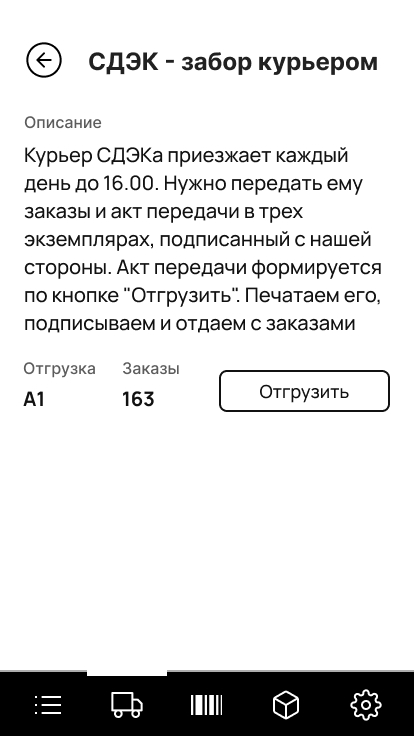 СДЭК - забор курьером
Описание
Курьер СДЭКа приезжает каждый
день до 16.00. Нужно передать ему
заказы и акт передачи в трех
экземплярах, подписанный с нашей
стороны. Акт передачи формируется
по кнопке "Отгрузить". Печатаем его,
подписываем и отдаем с заказами
Отгрузка Заказы
А1 163
Отгрузить